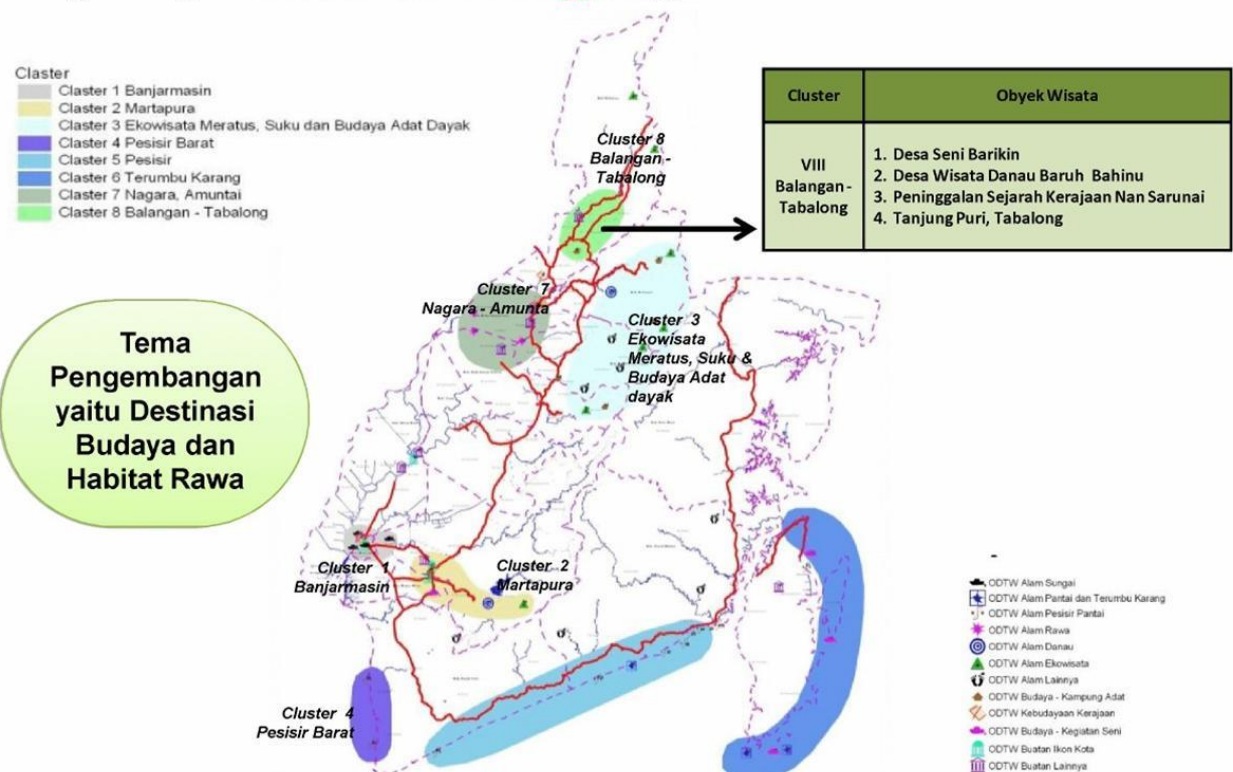 Claster
Claster 1 Banjarmasin
Claster 2 Martapura
Claster 3 Ekowisata Meratus, Suku dan Budaya Adat Dayak
Claster 4 Pesisir Barat
Claster 5 Pesisir
Claster 6 Terumbu Karang
Claster 7 Nagara, Amuntai
Claster 8 Balangan - Tabalong
Cluster Obyek Wisata
VIII
Balangan -
Tabalong
1. Desa Seni Barikin
2. Desa Wisata Danau Baruh Bahinu
3. Peninggalan Sejarah Kerajaan Nan Sarunai
4. Tanjung Puri, Tabalong
Cluster 8
Balangan -
Tabalong
Cluster 7
Nagara - Amunta
Cluster 3
Ekowisata
Meratus, Suku &
Budaya Adat
dayak
Tema
Pengembangan
yaitu Destinasi
Budaya dan
Habitat Rawa
Cluster 1
Banjarmasin
Cluster 2
Martapura
Cluster 4
Pesisir Barat
ODTW Alam Sungai
ODTW Alam Pantai dan Terumbu Karang
ODTW Alam Pesisir Pantai
ODTW Alam Rawa
ODTW Alam Danau
ODTW Alam Ekowisata
ODTW Alam Lainnya
ODTW Budaya - Kampung Adat
ODTW Kebudayaan Kerajaan
ODTW Budaya - Kegiatan Seni
ODTW Buatan Ikon Kota
ODTW Buatan Lainnya